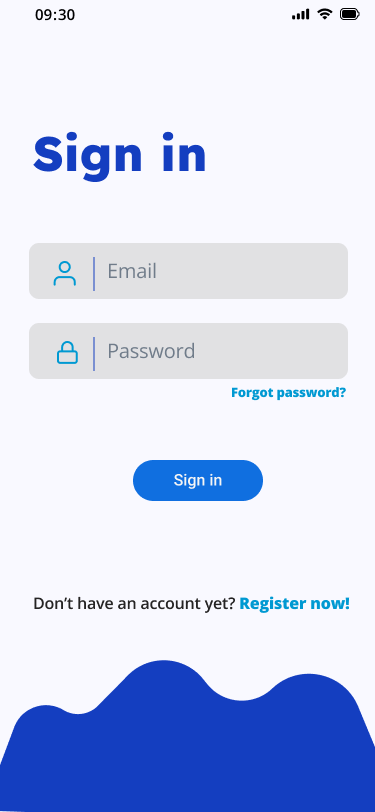 09:30
Sign in
Email
Password
Forgot password?
Sign in
Don't have an account yet? Register now!